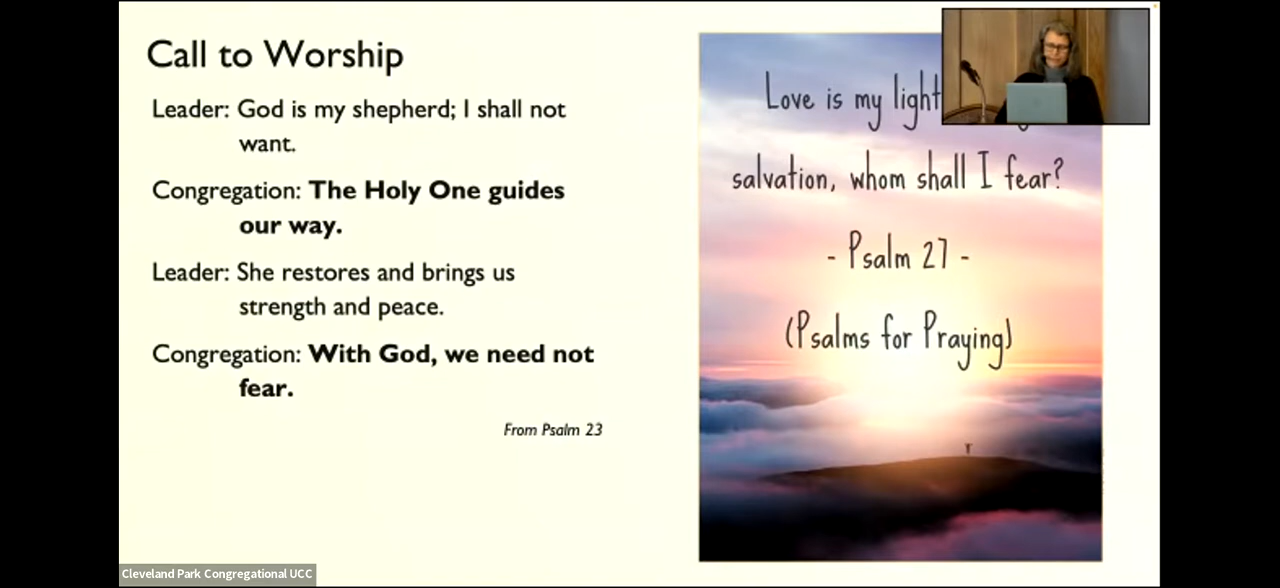 Call to Worship
Leader: God is my shepherd; I shall not
want.
Congregation: The Holy One guides
our way.
Leader: She restores and brings us
strength and peace.
Congregation: With God, we need not
fear.
From Psalm 23
Love is my light
salvation, whom shall I fear?
- Psalm 27 -
(Psalms for Praying)
Cleveland Park Congregational UCC